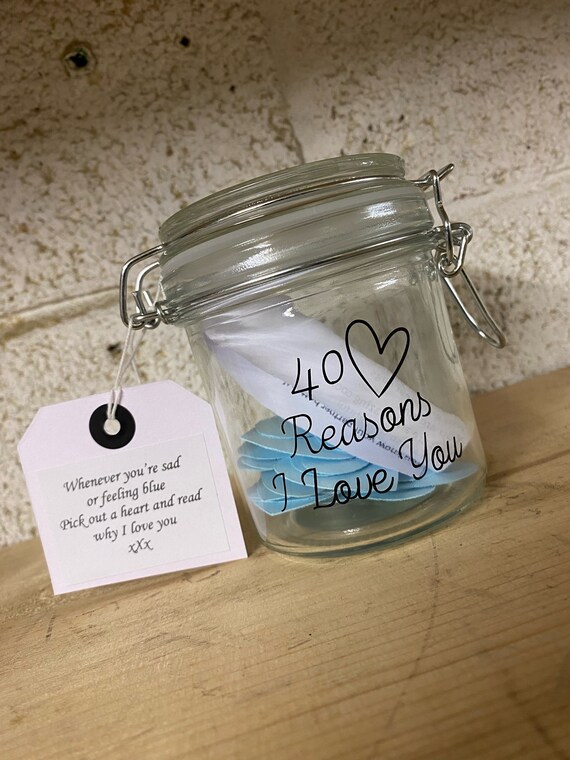 40
Reasons
I Love You
Whenever you're sad
or feeling blue
Pick out a heart and read
why I love you
xXx